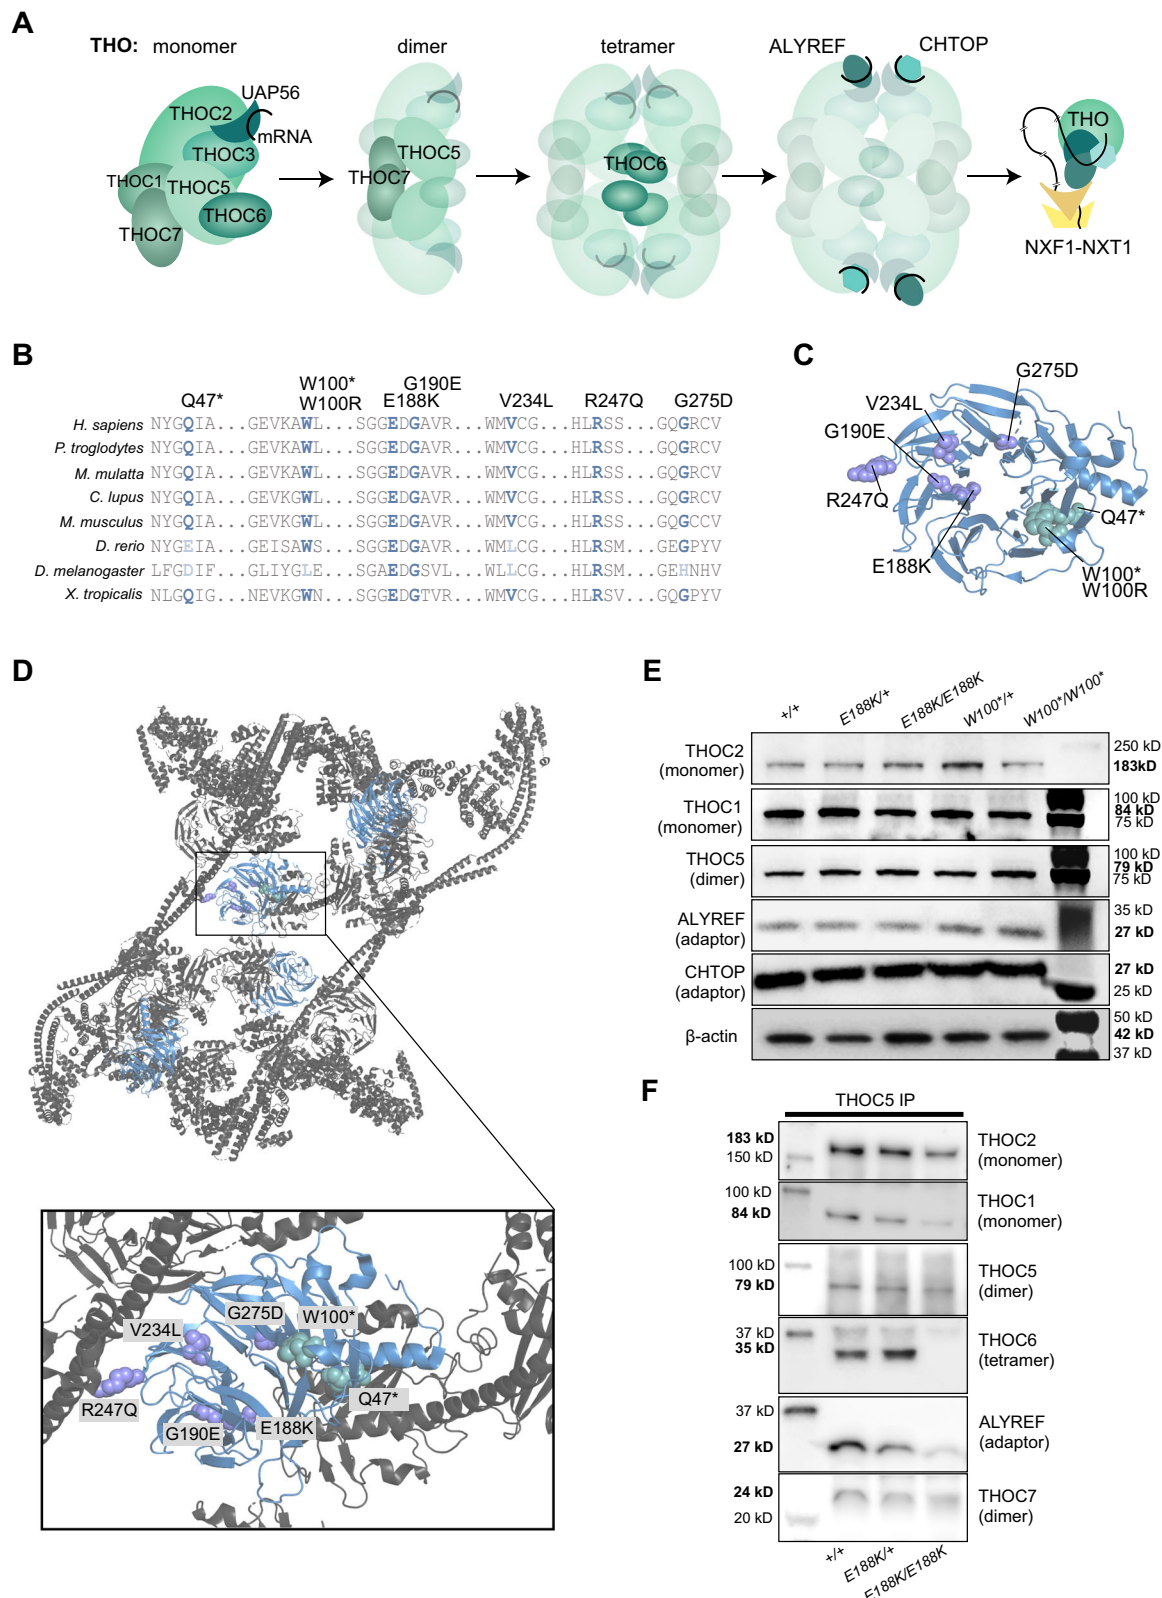 A
THO: monomer
dimer
tetramer
ALYREF
CHTOP
UAP56
THOC2
mRNA
THOC3
THOC1
THOC5
THOC6
THOC7
THOC5
THOC7
THOC6
THO
NXF1-NXT1
B
Q47*
W100*
W100R
E188K
G190E
V234L
R247Q
G275D
H. sapiens NYGQIA...GEVKAWL...SGGEDGAVR...WMVCG...HLRSS...GQGRCV
P. troglodytes NYGQIA...GEVKAWL...SGGEDGAVR...WMVCG...HLRSS...GQGRCV
M. mulatta NYGQIA...GEVKAWL...SGGEDGAVR...WMVCG...HLRSS...GQGRCV
C. lupus NYGQIA...GEVKAWL...SGGEDGAVR...WMVCG...HLRSS...GQGRCV
M. musculus NYGQIA...GEVKAWL...SGGEDGAVR...WMVCG...HLRSS...GQGCCV
D. rerio NYGEIA...GEISAWS...SGGEDGAVR...WMLCG...HLRSM...GEGPYV
D. melanogaster LFGDIF...GLIYGLE...SGAEDGSVL...WLLCG...HLRSM...GEHNHV
X. tropicalis NLGQIG...NEVKGWN...SGGEDGTVR...WMVCG...HLRSV...GQGPYV
C
G275D
V234L
G190E
R247Q
Q47*
E188K
W100*
W100R
D
G275D
W100*
V234L
R247Q
Q47*
G190E
E188K
E
+/+
E188K/+
E188K/E188K
W100*/+
W100*/W100*
THOC2
(monomer)
250 kD
183kD
THOC1
(monomer)
100 kD
84 kD
75 kD
THOC5
(dimer)
100 kD
79 kD
75 kD
ALYREF
(adaptor)
35 kD
27 kD
CHTOP
(adaptor)
27 kD
25 kD
β-actin
50 kD
42 kD
37 kD
F
THOC5 IP
183 kD
150 kD
THOC2
(monomer)
100 kD
84 kD
THOC1
(monomer)
100 kD
79 kD
THOC5
(dimer)
37 kD
35 kD
THOC6
(tetramer)
37 kD
27 kD
ALYREF
(adaptor)
24 kD
20 kD
THOC7
(dimer)
+/+
E188K/+
E188K/E188K